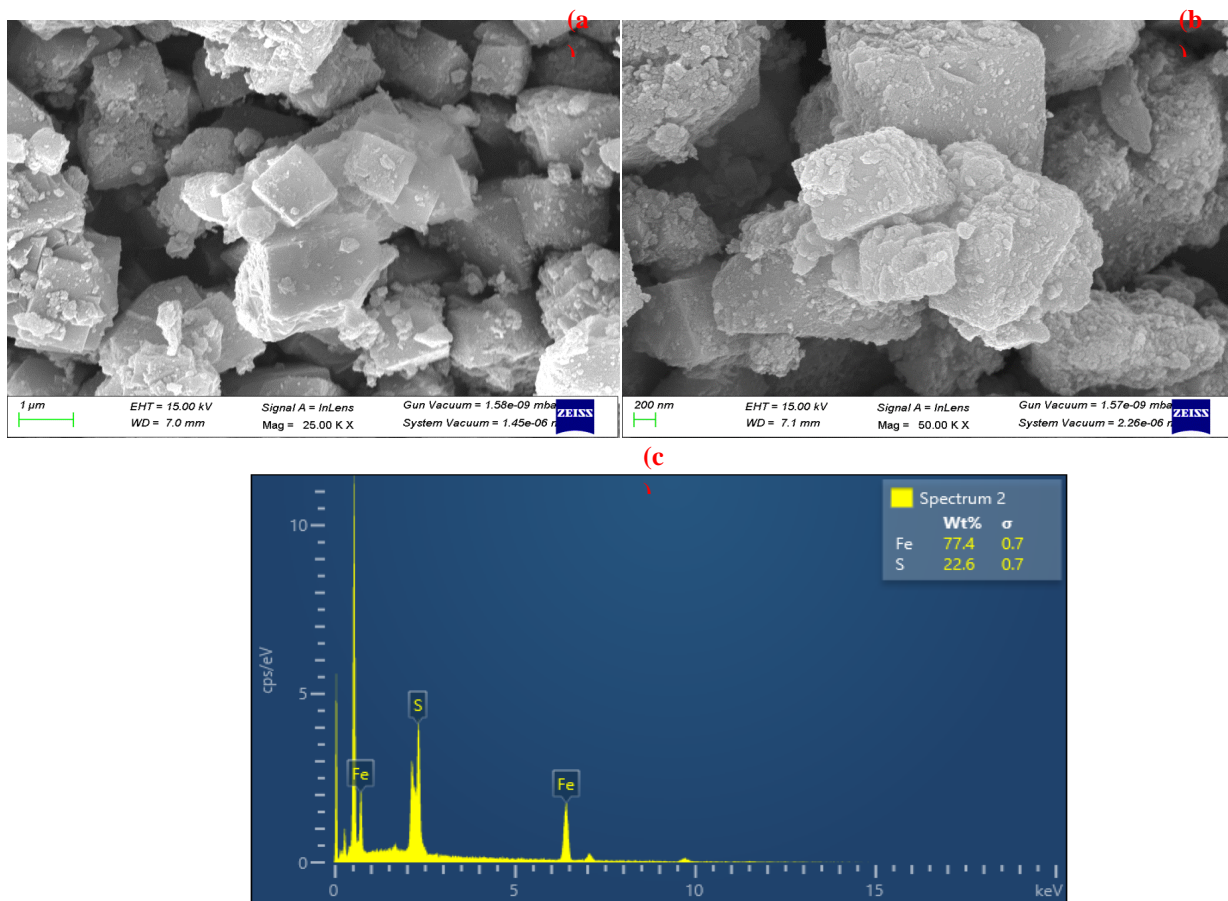 (a
)
(b
)
1 µm
EHT = 15.00 kV
WD = 7.0 mm
Signal A = InLens
Mag = 25.00 K X
Gun Vacuum = 1.58e-09 mba
System Vacuum = 1.45e-06
ZEISS
200 nm
EHT = 15.00 kV
WD = 7.1 mm
Signal A = InLens
Mag = 50.00 K X
Gun Vacuum = 1.57e-09 mba
System Vacuum = 2.26e-06
ZEISS
(c
Spectrum 2
Wt% σ
Fe 77.4 0.7
S 22.6 0.7
cps/eV
10
5
0
Fe
S
Fe
0 5 10 15 keV